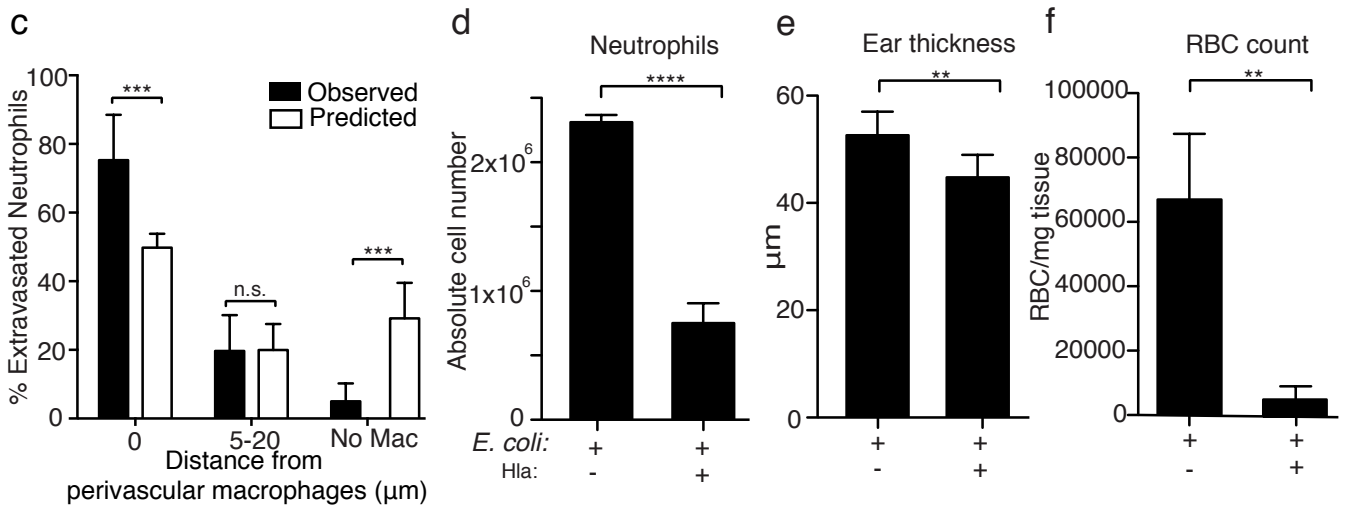 c
% Extravasated Neutrophils
100
80
60
40
20
0
***
n.s.
***
Observed
Predicted
0 5-20 No Mac
Distance from
perivascular macrophages (µm)
d
Neutrophils
****
Absolute cell number
2x10⁶
1x10⁶
0
E. coli: + +
Hla: - +
e
Ear thickness
**
µm
60
40
20
0
+ +
- +
f
RBC count
**
RBC/mg tissue
100000
80000
60000
40000
20000
0
+ +
- +